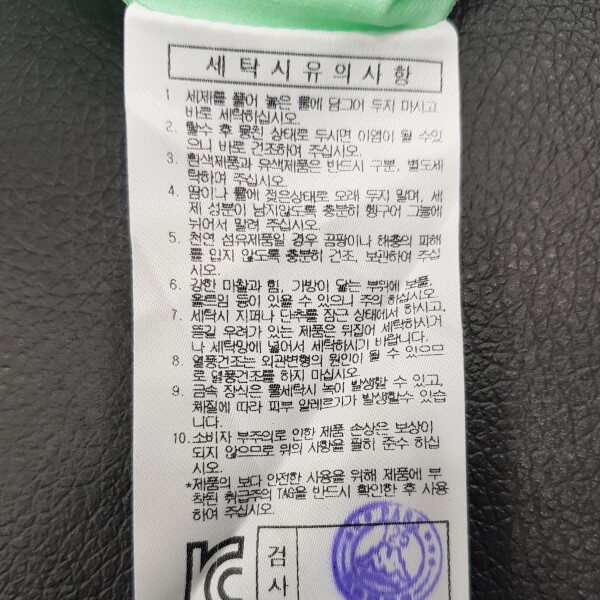 세탁시유의사항
1. 세제를 풀어 놓은 물에 담그어 두지 마시고
바로 세탁하십시오.
2. 탈수 후 뭉친 상태로 두시면 이염이 될 수있
으니 바로 건조하여 주십시오.
3. 흰색제품과 유색제품은 반드시 구분, 별도세
탁하여 주십시오.
4. 땀이나 물에 젖은상태로 오래 두지 말며, 세
제 성분이 남지않도록 충분히 헹구어 그늘에
뉘어서 말려 주십시오.
5. 천연 섬유제품일 경우 곰팡이나 해충의 피해
를 입지 않도록 충분히 건조, 보관하여 주십
시오.
6. 강한 마찰과 힘, 가방이 닿는 부위에 보풀,
올트임 등이 있을 수 있으니 주의 하십시오.
7. 세탁시 지퍼나 단추를 잠근 상태에서 하시고,
뜯길 우려가 있는 제품은 뒤집어 세탁하시거
나 세탁망에 넣어서 세탁하시기 바랍니다.
8. 열풍건조는 외관변형의 원인이 될 수 있으므
로 열풍건조를 하지 마십시오.
9. 금속 장식은 물세탁시 녹이 발생할 수 있고,
체질에 따라 피부 알레르기가 발생할수 있습
니다.
10. 소비자 부주의로 인한 제품 손상은 보상이
되지 않으므로 위의 사항을 필히 준수 하십
시오.
*제품의 보다 안전한 사용을 위해 제품에 부
착된 취급주의 TAG을 반드시 확인한 후 사용
하여 주십시오.
검
사